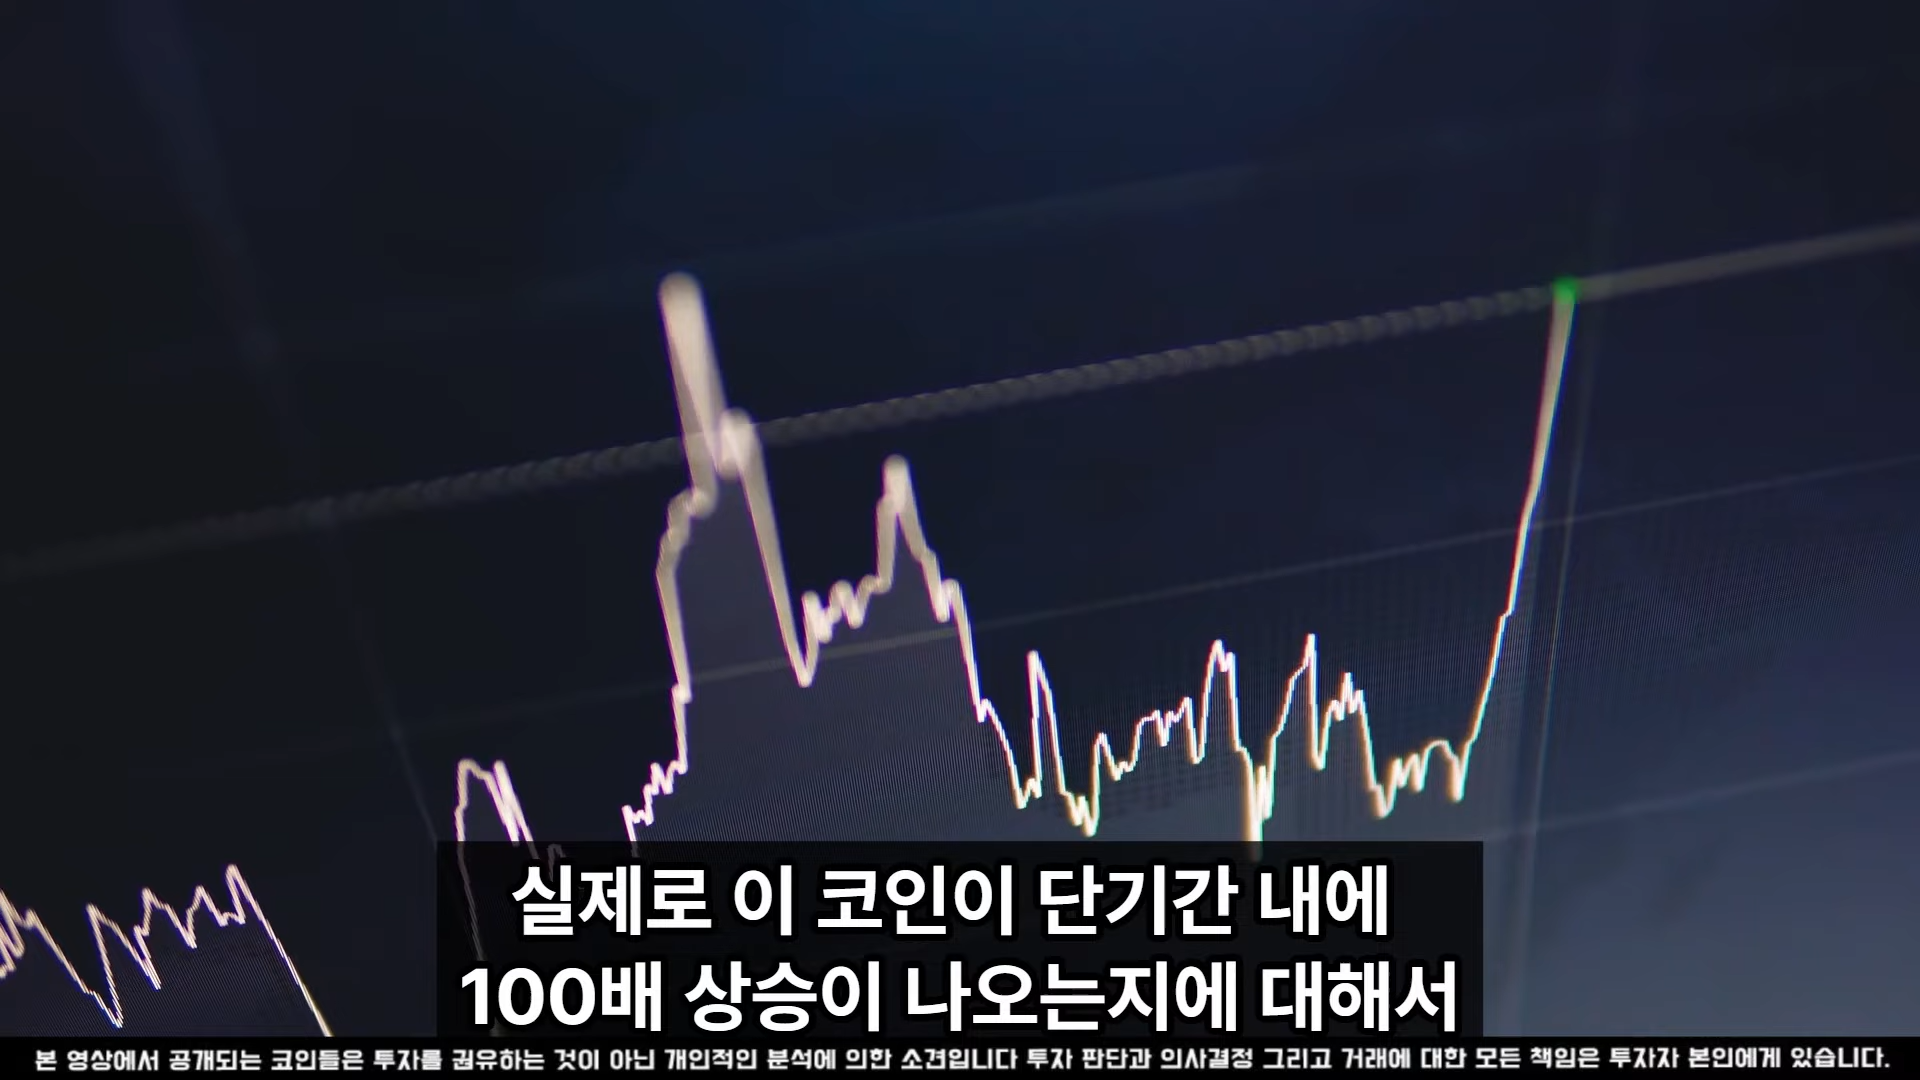 실제로 이 코인이 단기간 내에
100배 상승이 나오는지에 대해서
본 영상에서 공개되는 코인들은 투자를 권유하는 것이 아닌 개인적인 분석에 의한 소견입니다 투자 판단과 의사결정 그리고 거래에 대한 모든 책임은 투자자 본인에게 있습니다.